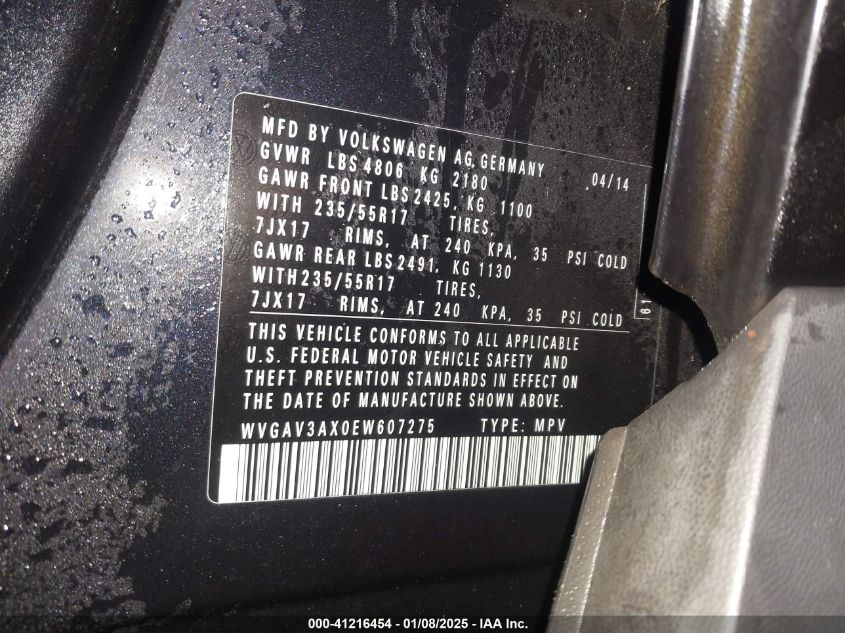 MFD BY VOLKSWAGEN AG, GERMANY 04/14
GVWR LBS 4806 KG 2180
GAWR FRONT LBS 2425, KG 1100
WITH 235/55R17 TIRES,
7JX17 RIMS, AT 240 KPA, 35 PSI COLD
GAWR REAR LBS 2491, KG 1130
WITH 235/55R17 TIRES,
7JX17 RIMS, AT 240 KPA, 35 PSI COLD
THIS VEHICLE CONFORMS TO ALL APPLICABLE
U.S. FEDERAL MOTOR VEHICLE SAFETY AND
THEFT PREVENTION STANDARDS IN EFFECT ON
THE DATE OF MANUFACTURE SHOWN ABOVE.
WVGAV3AX0EW607275 TYPE: MPV
000-41216454 - 01/08/2025 - IAA Inc.